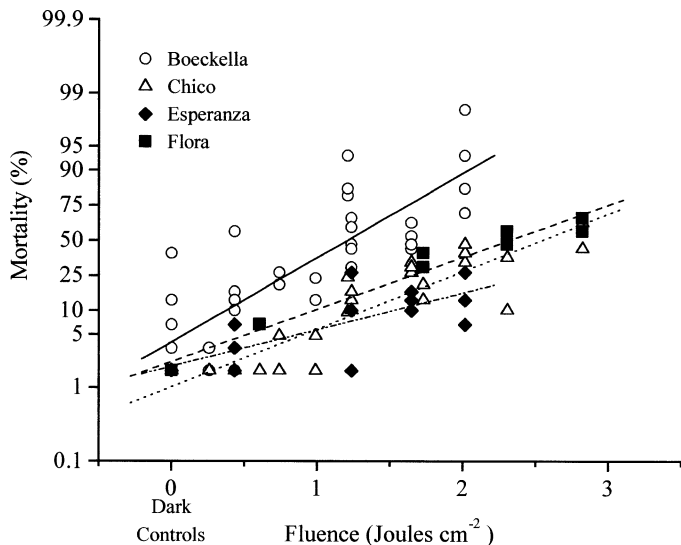 99.9
99
95
90
75
50
25
10
5
1
0.1
Mortality (%)
Boeckella
Chico
Esperanza
Flora
0 1 2 3
Dark
Controls
Fluence (Joules cm-2)